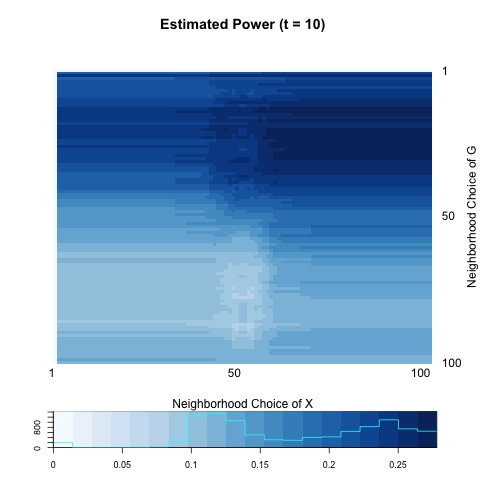 Estimated Power (t = 10)
1
50
100
Neighborhood Choice of G
1 50 100
Neighborhood Choice of X
0 800
0 0.05 0.1 0.15 0.2 0.25